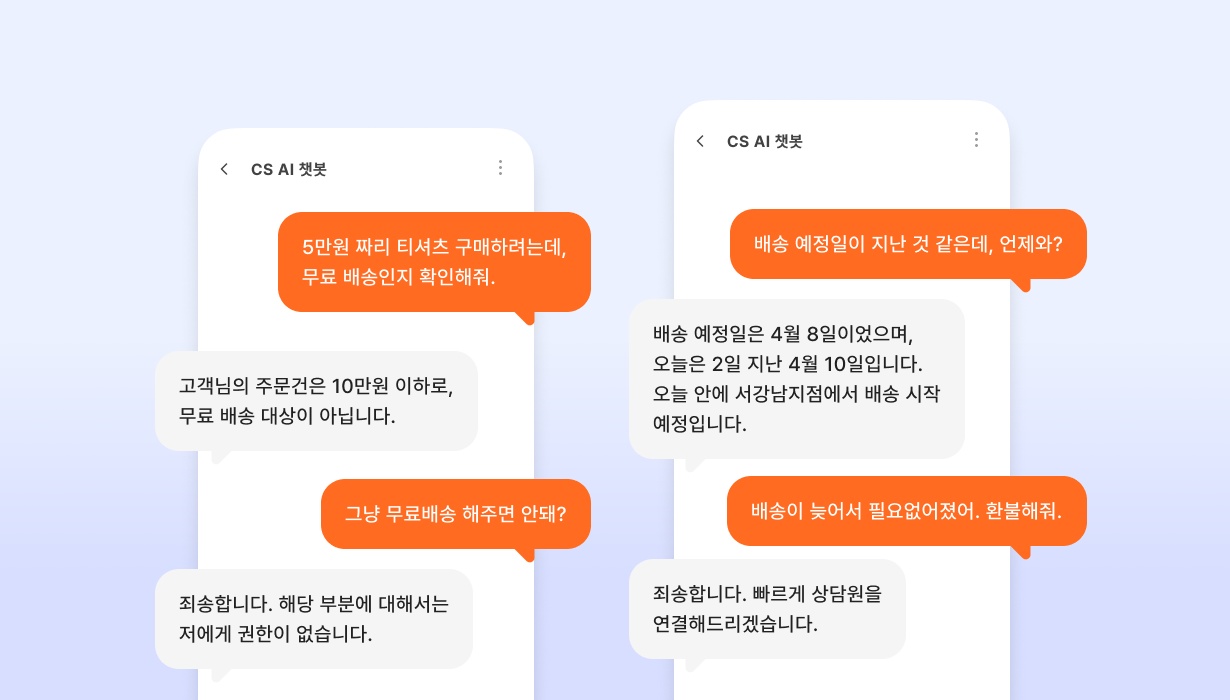 CS AI 챗봇
5만원 짜리 티셔츠 구매하려는데,
무료 배송인지 확인해줘.
고객님의 주문건은 10만원 이하로,
무료 배송 대상이 아닙니다.
그냥 무료배송 해주면 안돼?
죄송합니다. 해당 부분에 대해서는
저에게 권한이 없습니다.
CS AI 챗봇
배송 예정일이 지난 것 같은데, 언제와?
배송 예정일은 4월 8일이었으며,
오늘은 2일 지난 4월 10일입니다.
오늘 안에 서강남지점에서 배송 시작
예정입니다.
배송이 늦어서 필요없어졌어. 환불해줘.
죄송합니다. 빠르게 상담원을
연결해드리겠습니다.